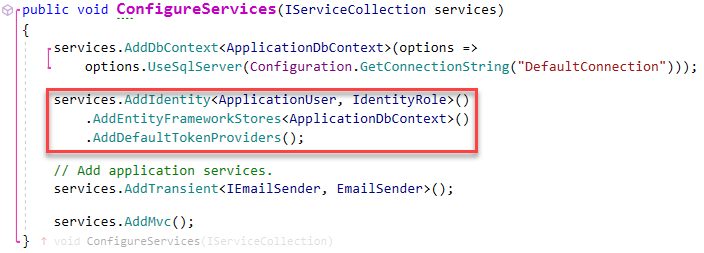 public void ConfigureServices(IServiceCollection services)
{
services.AddDbContext<ApplicationDbContext>(options =>
options.UseSqlServer(Configuration.GetConnectionString("DefaultConnection")));
services.AddIdentity<ApplicationUser, IdentityRole>()
.AddEntityFrameworkStores<ApplicationDbContext>()
.AddDefaultTokenProviders();
// Add application services.
services.AddTransient<IEmailSender, EmailSender>();
services.AddMvc();
} ↑ void ConfigureServices(IServiceCollection)